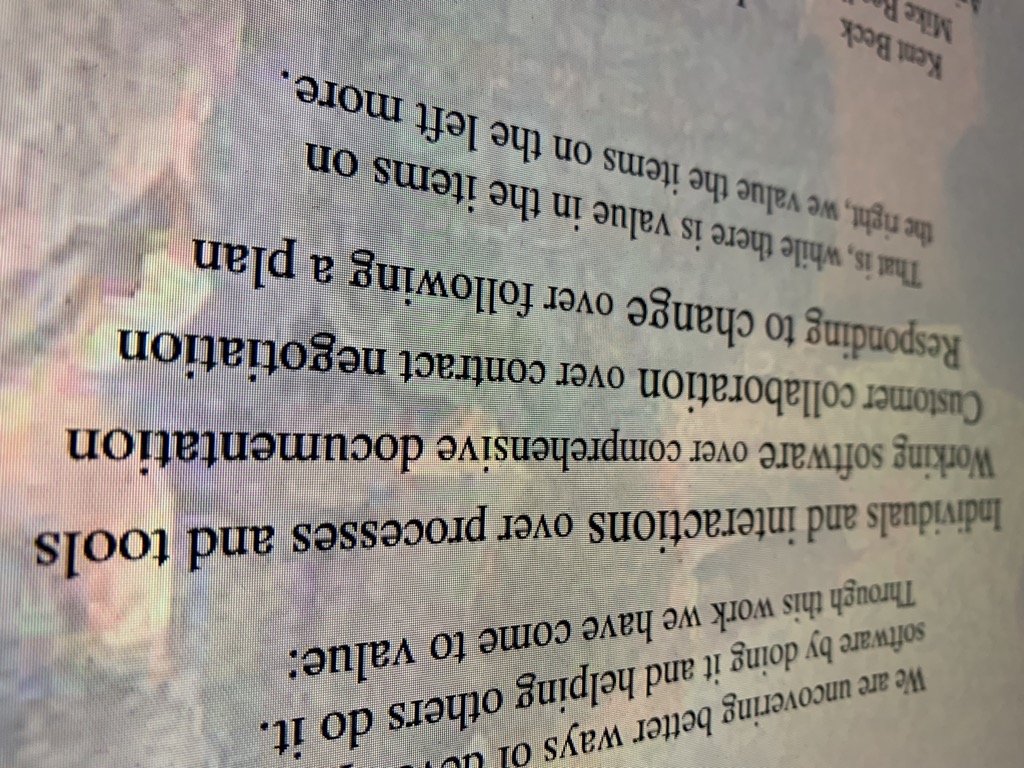 We are uncovering better ways of
software by doing it and helping others do it.
Through this work we have come to value:
Individuals and interactions over processes and tools
Working software over comprehensive documentation
Customer collaboration over contract negotiation
Responding to change over following a plan
That is, while there is value in the items on
the right, we value the items on the left more.
Kent Beck
Mike